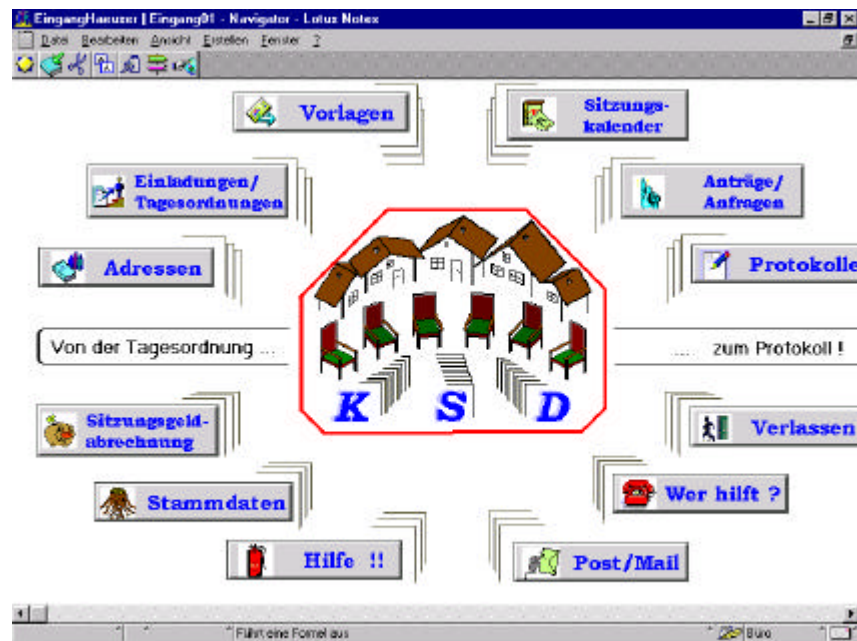 EingangHaeuser | Eingang01 - Navigator - Lotus Notes
Datei Bearbeiten Ansicht Erstellen Fenster ?
Vorlagen
Sitzungs-
kalender
Einladungen/
Tagesordnungen
Anträge/
Anfragen
Adressen
Protokolle
Von der Tagesordnung ...
.... zum Protokoll !
K S D
Sitzungsgeld-
abrechnung
Verlassen
Stammdaten
Wer hilft ?
Hilfe !!
Post/Mail
Führt eine Formel aus
Büro